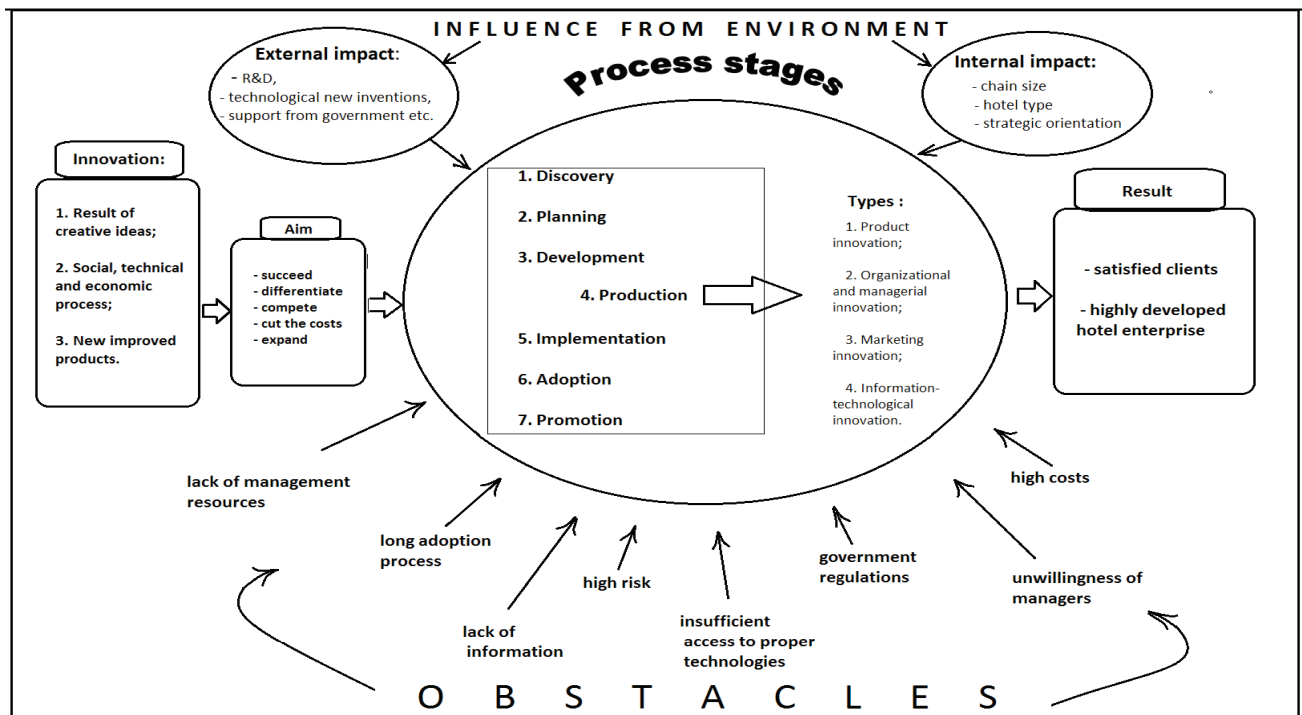 INFLUENCE FROM ENVIRONMENT
External impact:
- R&D,
- technological new inventions,
- support from government etc.
Process stages
Internal impact:
- chain size
- hotel type
- strategic orientation
Innovation:
1. Result of
creative ideas;
2. Social, technical
and economic
process;
3. New improved
products.
Aim
- succeed
- differentiate
- compete
- cut the costs
- expand
1. Discovery
2. Planning
3. Development
4. Production
5. Implementation
6. Adoption
7. Promotion
Types :
1. Product
innovation;
2. Organizational
and managerial
innovation;
3. Marketing
innovation;
4. Information-
technological
innovation.
Result
- satisfied clients
- highly developed
hotel enterprise
lack of management
resources
long adoption
process
lack of
information
high risk
insufficient
access to proper
technologies
government
regulations
unwillingness of
managers
high costs
OBSTACLES